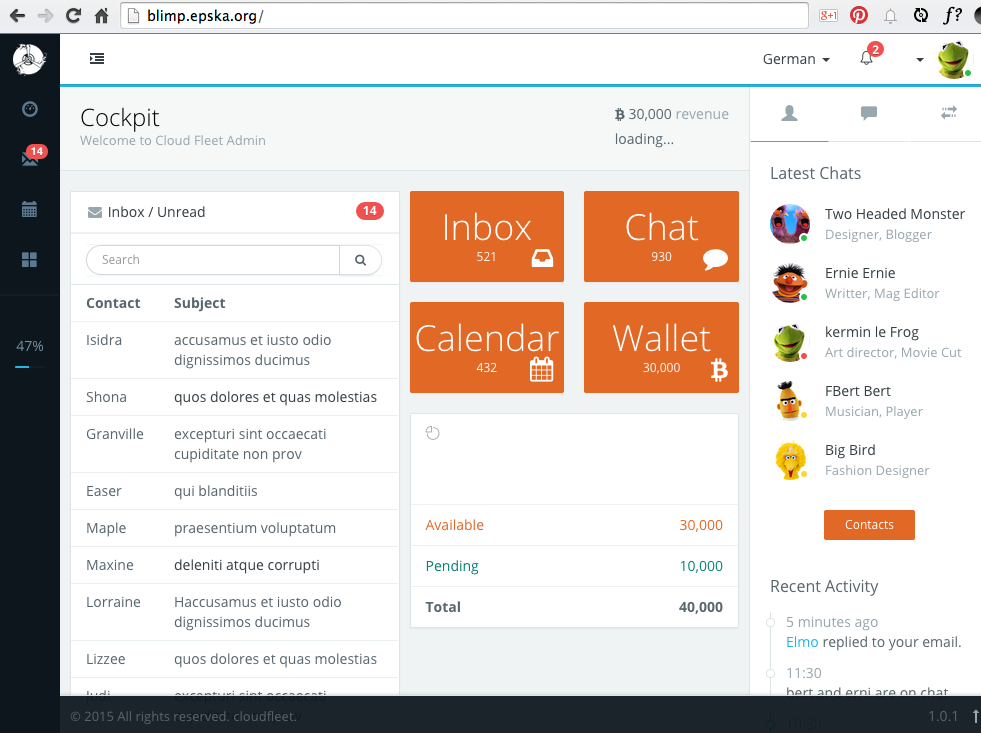 blimp.epska.org/
g+1
f?
German
2
Cockpit
Welcome to Cloud Fleet Admin
30,000 revenue
loading...
14
47%
Inbox / Unread 14
Search
Contact Subject
Isidra accusamus et iusto odio
dignissimos ducimus
Shona quos dolores et quas molestias
Granville excepturi sint occaecati
cupiditate non prov
Easer qui blanditiis
Maple praesentium voluptatum
Maxine deleniti atque corrupti
Lorraine Haccusamus et iusto odio
dignissimos ducimus
Lizzee quos dolores et quas molestias
Judi excepturi sint occaecati
Inbox
521
Chat
930
Calendar
432
Wallet
30,000
Available 30,000
Pending 10,000
Total 40,000
Latest Chats
Two Headed Monster
Designer, Blogger
Ernie Ernie
Writter, Mag Editor
kermin le Frog
Art director, Movie Cut
FBert Bert
Musician, Player
Big Bird
Fashion Designer
Contacts
Recent Activity
5 minutes ago
Elmo replied to your email.
11:30
bert and erni are on chat
© 2015 All rights reserved. cloudfleet.
1.0.1